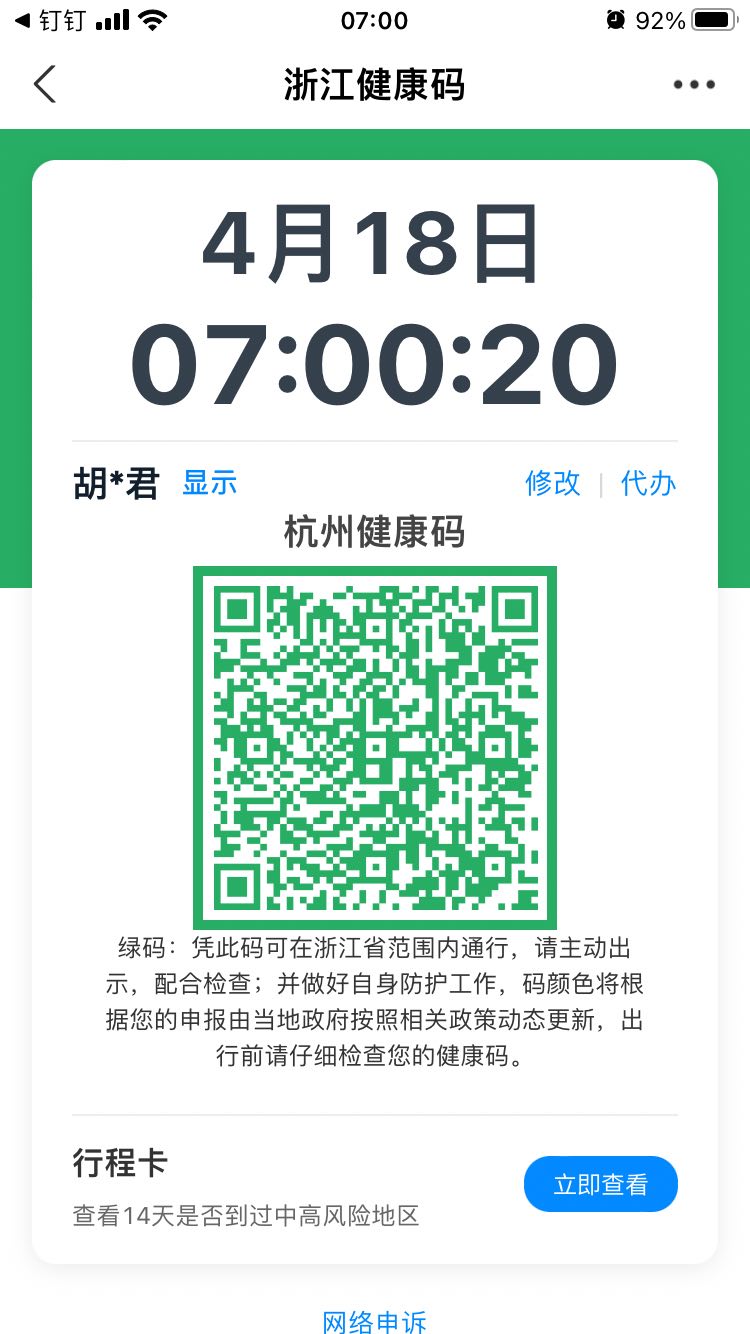 钉钉 07:00 92%
浙江健康码
4月18日
07:00:20
胡*君 显示 修改 | 代办
杭州健康码
绿码：凭此码可在浙江省范围内通行，请主动出
示，配合检查；并做好自身防护工作，码颜色将根
据您的申报由当地政府按照相关政策动态更新，出
行前请仔细检查您的健康码。
行程卡
立即查看
查看14天是否到过中高风险地区
网络申诉